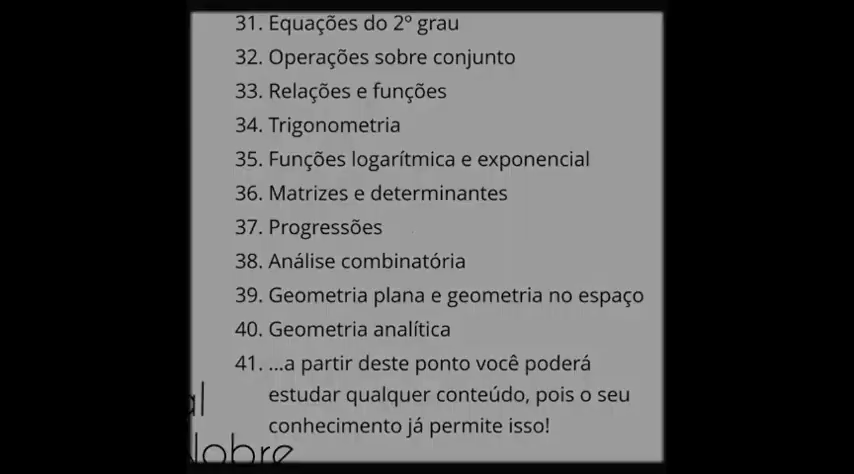 31. Equações do 2º grau
32. Operações sobre conjunto
33. Relações e funções
34. Trigonometria
35. Funções logarítmica e exponencial
36. Matrizes e determinantes
37. Progressões
38. Análise combinatória
39. Geometria plana e geometria no espaço
40. Geometria analítica
41. ...a partir deste ponto você poderá
estudar qualquer conteúdo, pois o seu
conhecimento já permite isso!